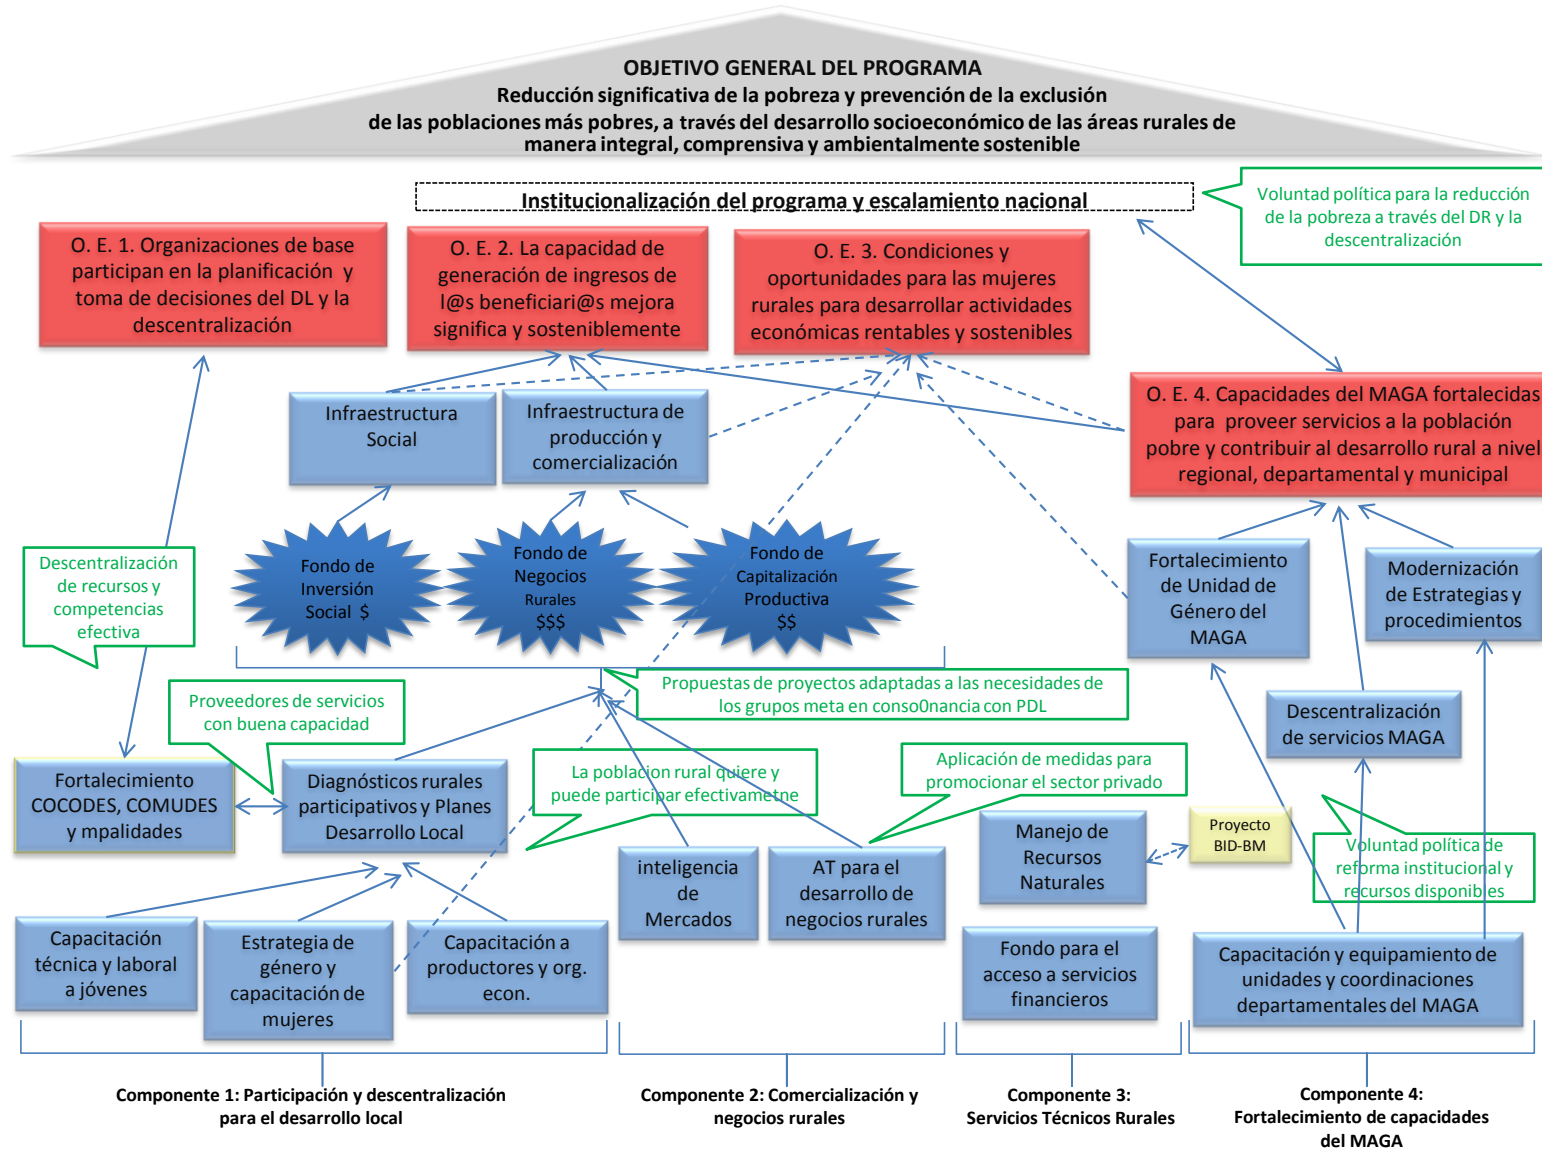 OBJETIVO GENERAL DEL PROGRAMA
Reducción significativa de la pobreza y prevención de la exclusión
de las poblaciones más pobres, a través del desarrollo socioeconómico de las áreas rurales de
manera integral, comprensiva y ambientalmente sostenible
Institucionalización del programa y escalamiento nacional
Voluntad política para la reducción
de la pobreza a través del DR y la
descentralización
O. E. 1. Organizaciones de base
participan en la planificación y
toma de decisiones del DL y la
descentralización
O. E. 2. La capacidad de
generación de ingresos de
l@s beneficiari@s mejora
significa y sosteniblemente
O. E. 3. Condiciones y
oportunidades para las mujeres
rurales para desarrollar actividades
económicas rentables y sostenibles
O. E. 4. Capacidades del MAGA fortalecidas
para proveer servicios a la población
pobre y contribuir al desarrollo rural a nivel
regional, departamental y municipal
Infraestructura
Social
Infraestructura de
producción y
comercialización
Descentralización
de recursos y
competencias
efectiva
Fondo de
Inversión
Social $
Fondo de
Negocios
Rurales
$$$
Fondo de
Capitalización
Productiva
$$
Fortalecimiento
de Unidad de
Género del
MAGA
Modernización
de Estrategias y
procedimientos
Proveedores de servicios
con buena capacidad
Propuestas de proyectos adaptadas a las necesidades de
los grupos meta en conso0nancia con PDL
Descentralización
de servicios MAGA
Fortalecimiento
COCODES, COMUDES
y mpalidades
Diagnósticos rurales
participativos y Planes
Desarrollo Local
La poblacion rural quiere y
puede participar efectivametne
Aplicación de medidas para
promocionar el sector privado
inteligencia
de
Mercados
AT para el
desarrollo de
negocios rurales
Manejo de
Recursos
Naturales
Proyecto
BID-BM
Voluntad política de
reforma institucional y
recursos disponibles
Capacitación
técnica y laboral
a jóvenes
Estrategia de
género y
capacitación de
mujeres
Capacitación a
productores y org.
econ.
Fondo para el
acceso a servicios
financieros
Capacitación y equipamiento de
unidades y coordinaciones
departamentales del MAGA
Componente 1: Participación y descentralización
para el desarrollo local
Componente 2: Comercialización y
negocios rurales
Componente 3:
Servicios Técnicos Rurales
Componente 4:
Fortalecimiento de capacidades
del MAGA